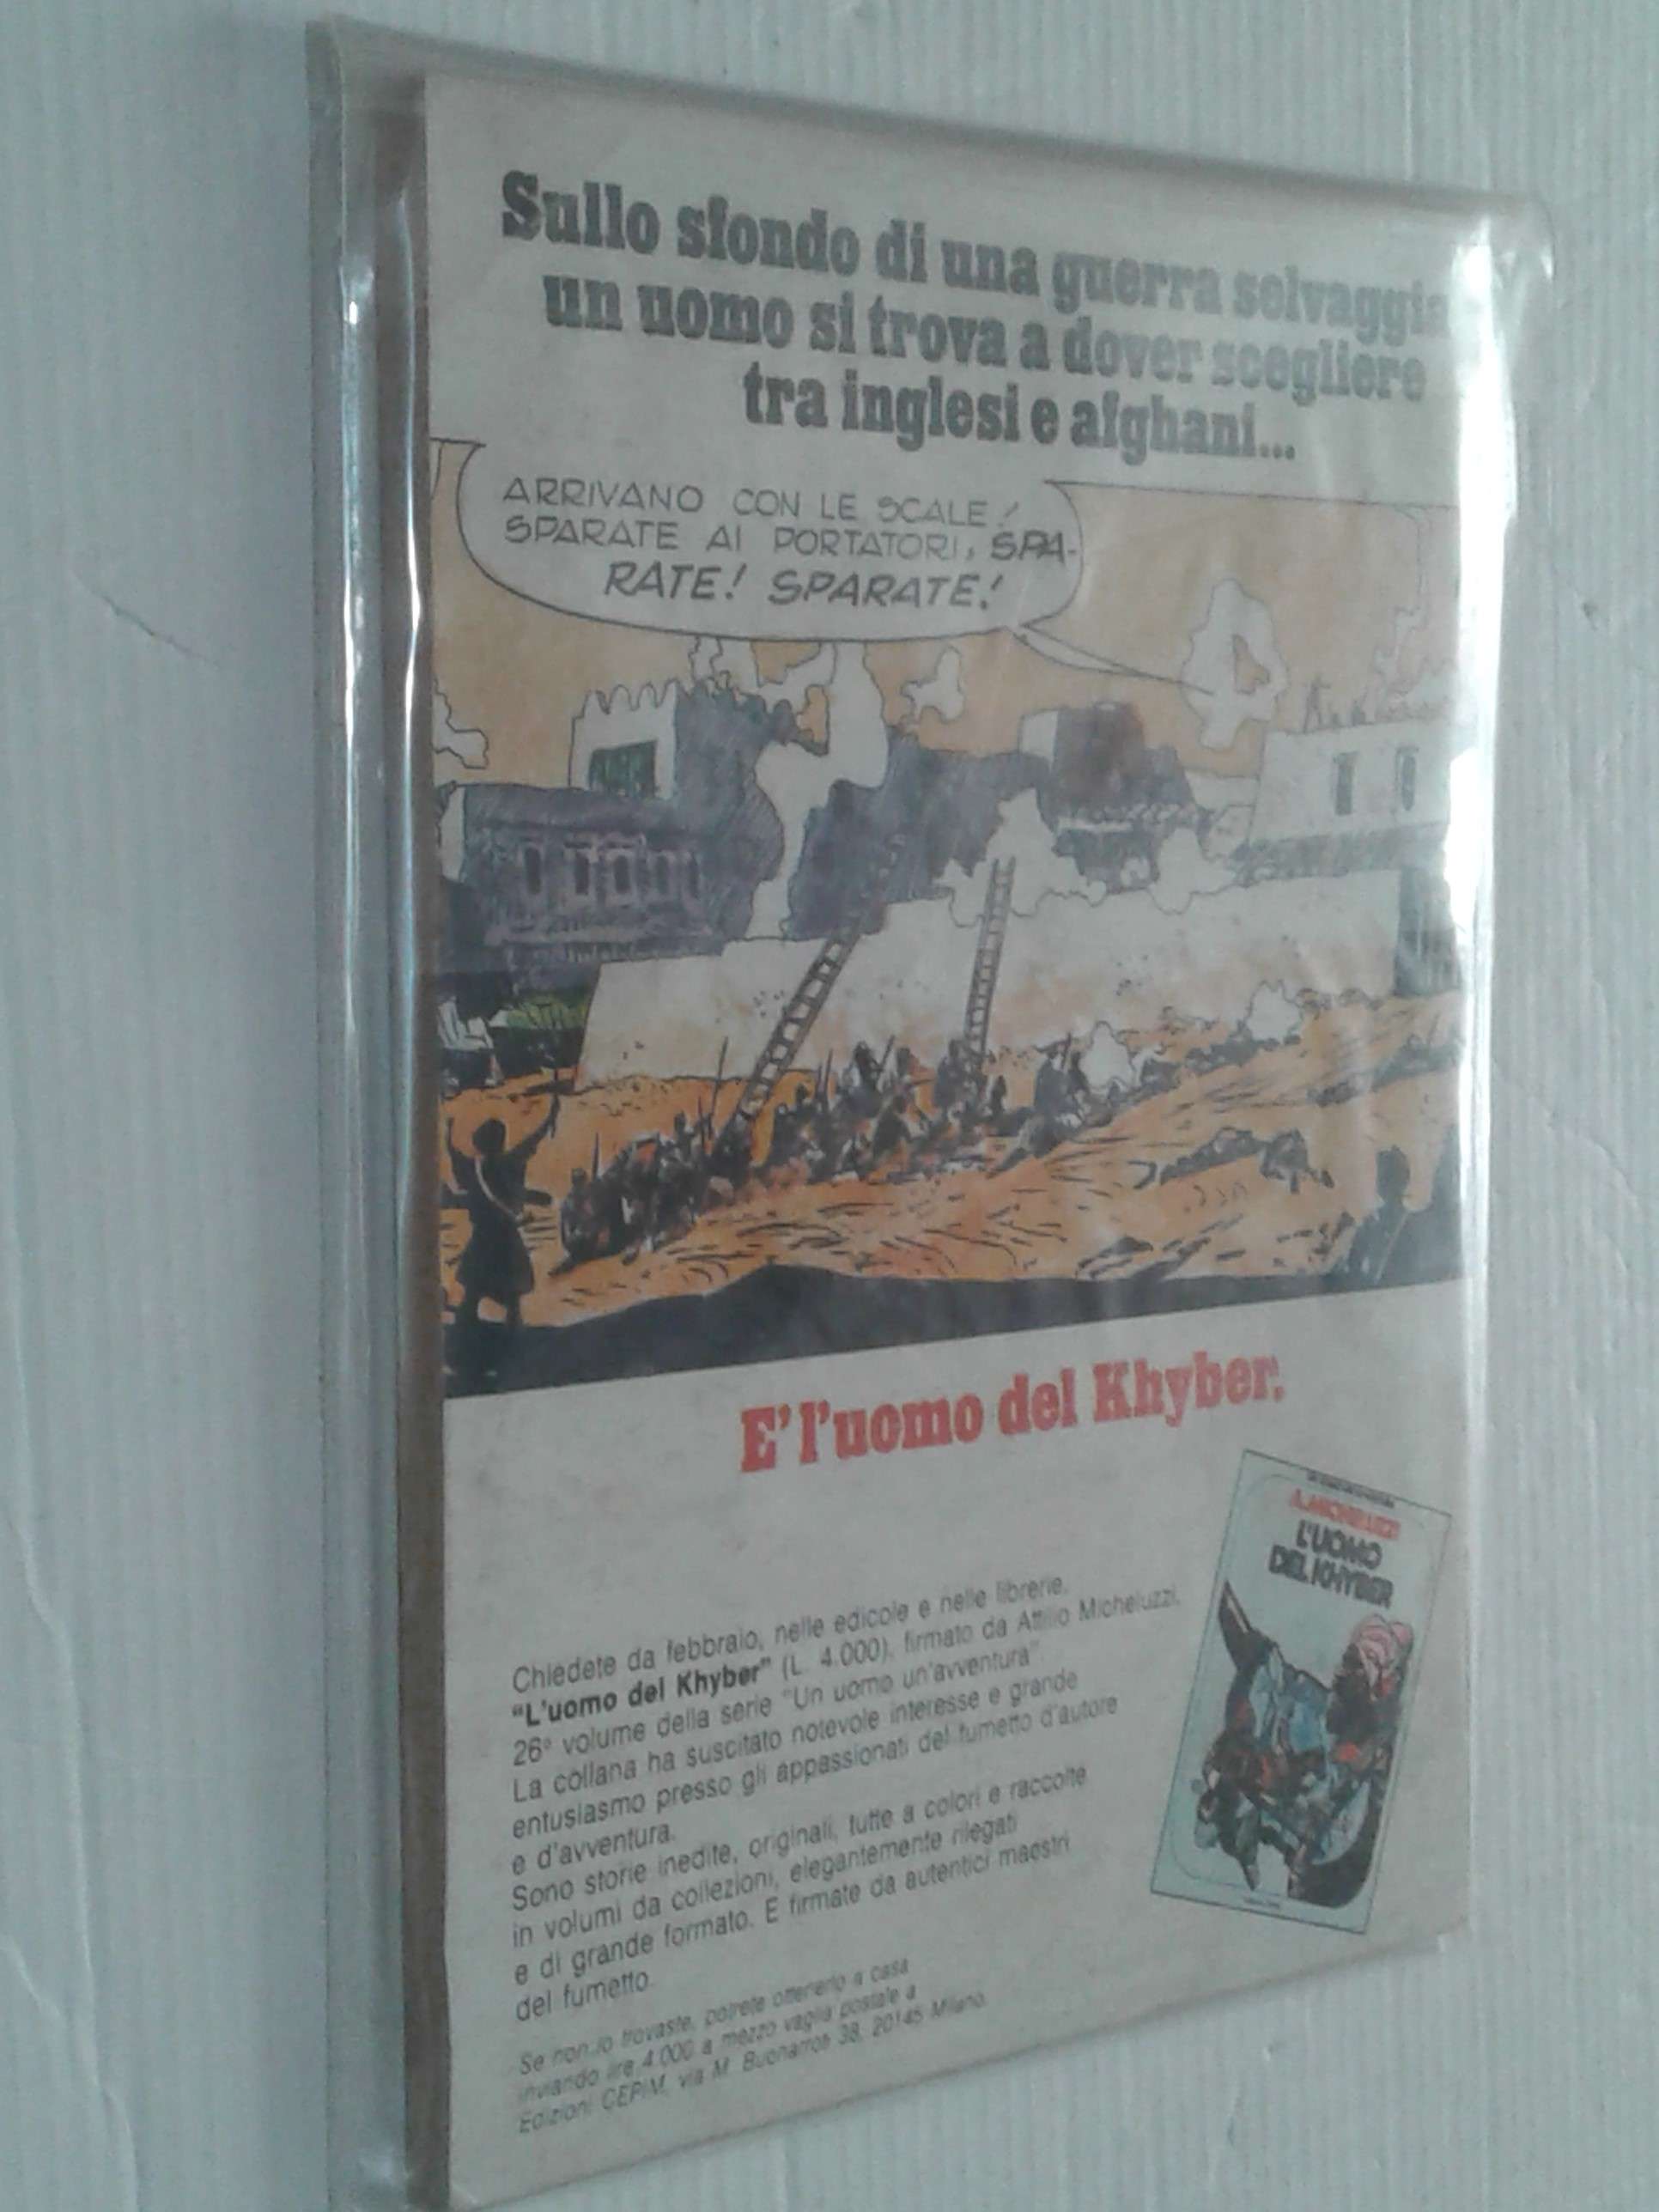 Sullo sfondo di una guerra selvaggia
un uomo si trova a dover scegliere
tra inglesi e afghani...
ARRIVANO CON LE SCALE!
SPARATE AI PORTATORI, SPA-
RATE! SPARATE!
E' l'uomo del Khyber.
A. MICHELUZZI
L'UOMO
DEL KHYBER
Chiedete da febbraio, nelle edicole e nelle librerie,
"L'uomo del Khyber" (L. 4.000), firmato da Attilio Micheluzzi,
26° volume della serie "Un uomo un'avventura".
La collana ha suscitato notevole interesse e grande
entusiasmo presso gli appassionati del fumetto d'autore
e d'avventura.
Sono storie inedite, originali, tutte a colori e raccolte
in volumi da collezioni, elegantemente rilegati
e di grande formato. E firmate da autentici maestri
del fumetto.
Se non lo trovaste, potrete ottenerlo a casa
inviando lire 4.000 a mezzo vaglia postale a
Edizioni CEPIM, via M. Buonarroti 38, 20145 Milano.